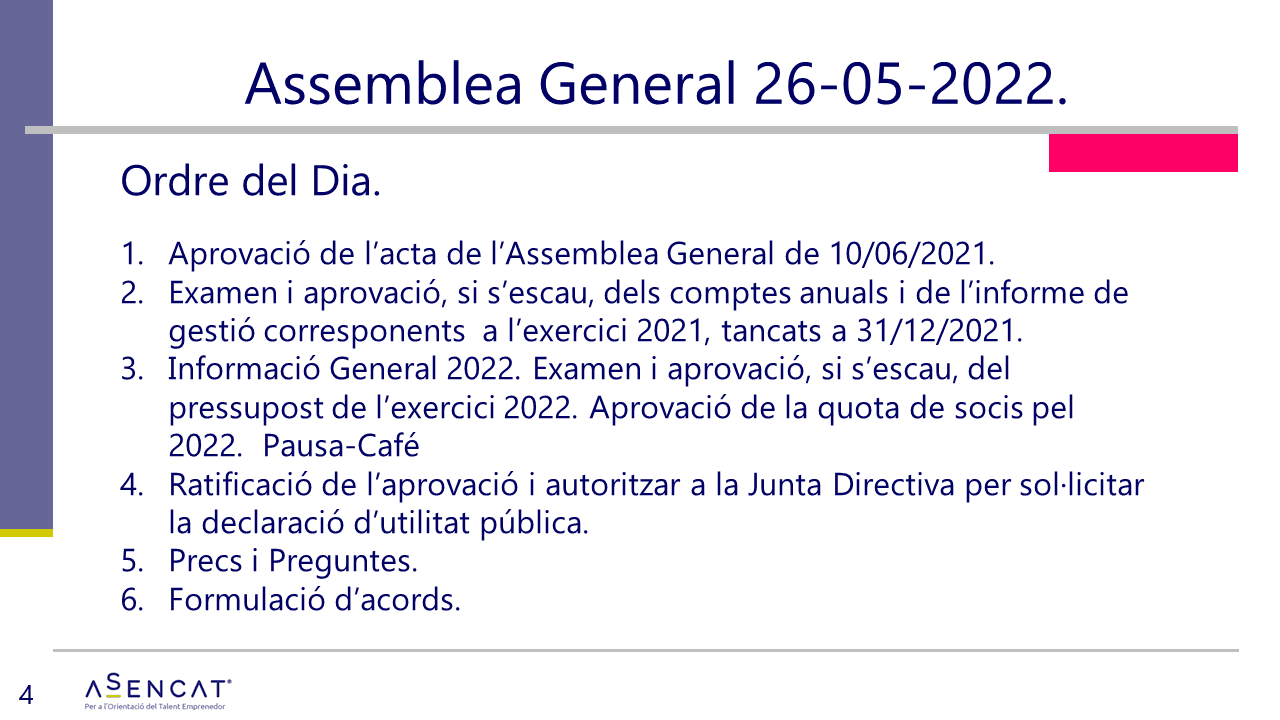 Assemblea General 26-05-2022.
Ordre del Dia.
1. Aprovació de l’acta de l’Assemblea General de 10/06/2021.
2. Examen i aprovació, si s’escau, dels comptes anuals i de l’informe de
gestió corresponents  a l’exercici 2021, tancats a 31/12/2021.
3. Informació General 2022. Examen i aprovació, si s’escau, del
pressupost de l’exercici 2022. Aprovació de la quota de socis pel
2022.  Pausa-Café
4. Ratificació de l’aprovació i autoritzar a la Junta Directiva per sol·licitar
la declaració d’utilitat pública.
5. Precs i Preguntes.
6. Formulació d’acords.
4
ASENCAT®
Per a l’Orientació del Talent Emprenedor